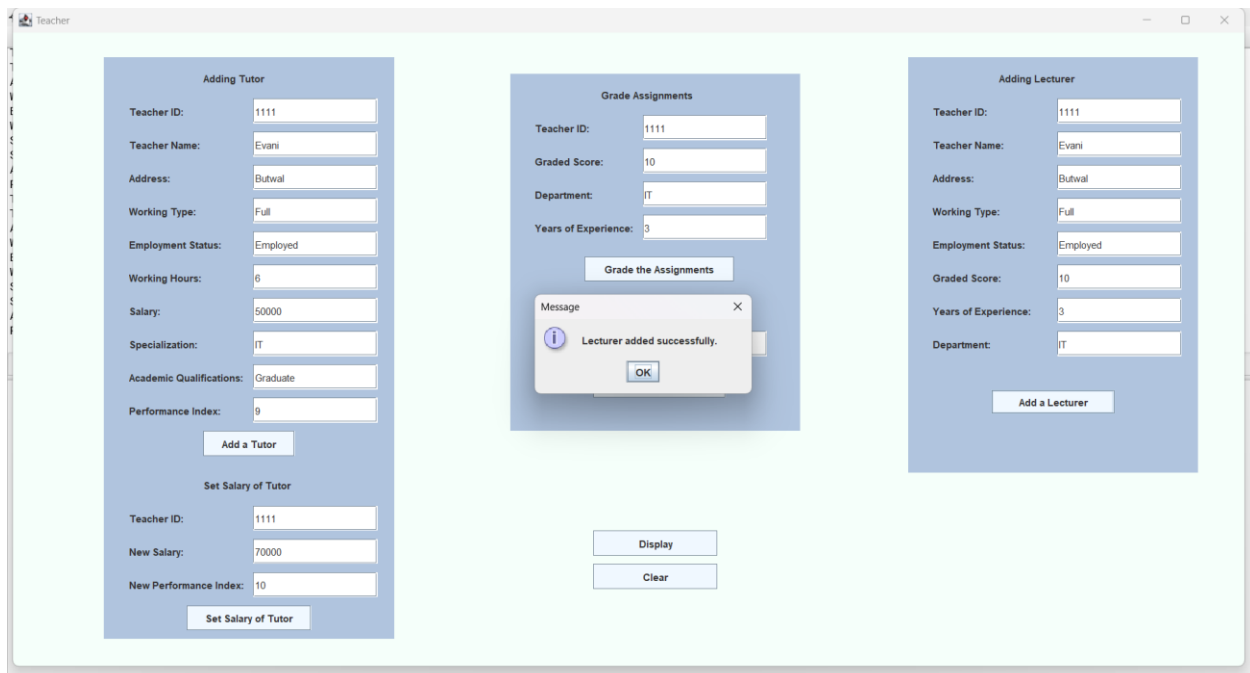 Teacher
Adding Tutor
Teacher ID: 1111
Teacher Name: Evani
Address: Butwal
Working Type: Full
Employment Status: Employed
Working Hours: 6
Salary: 50000
Specialization: IT
Academic Qualifications: Graduate
Performance Index: 9
Add a Tutor
Set Salary of Tutor
Teacher ID: 1111
New Salary: 70000
New Performance Index: 10
Set Salary of Tutor
Grade Assignments
Teacher ID: 1111
Graded Score: 10
Department: IT
Years of Experience: 3
Grade the Assignments
Message
Lecturer added successfully.
OK
Display
Clear
Adding Lecturer
Teacher ID: 1111
Teacher Name: Evani
Address: Butwal
Working Type: Full
Employment Status: Employed
Graded Score: 10
Years of Experience: 3
Department: IT
Add a Lecturer